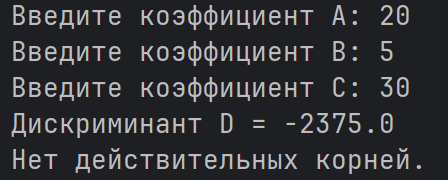 Введите коэффициент A: 20
Введите коэффициент B: 5
Введите коэффициент C: 30
Дискриминант D = -2375.0
Нет действительных корней.